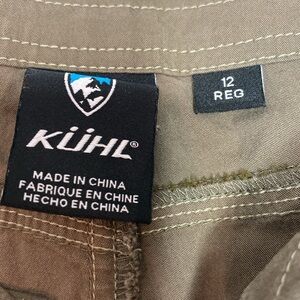 KÜHL®
MADE IN CHINA
FABRIQUE EN CHINE
HECHO EN CHINA
12
REG